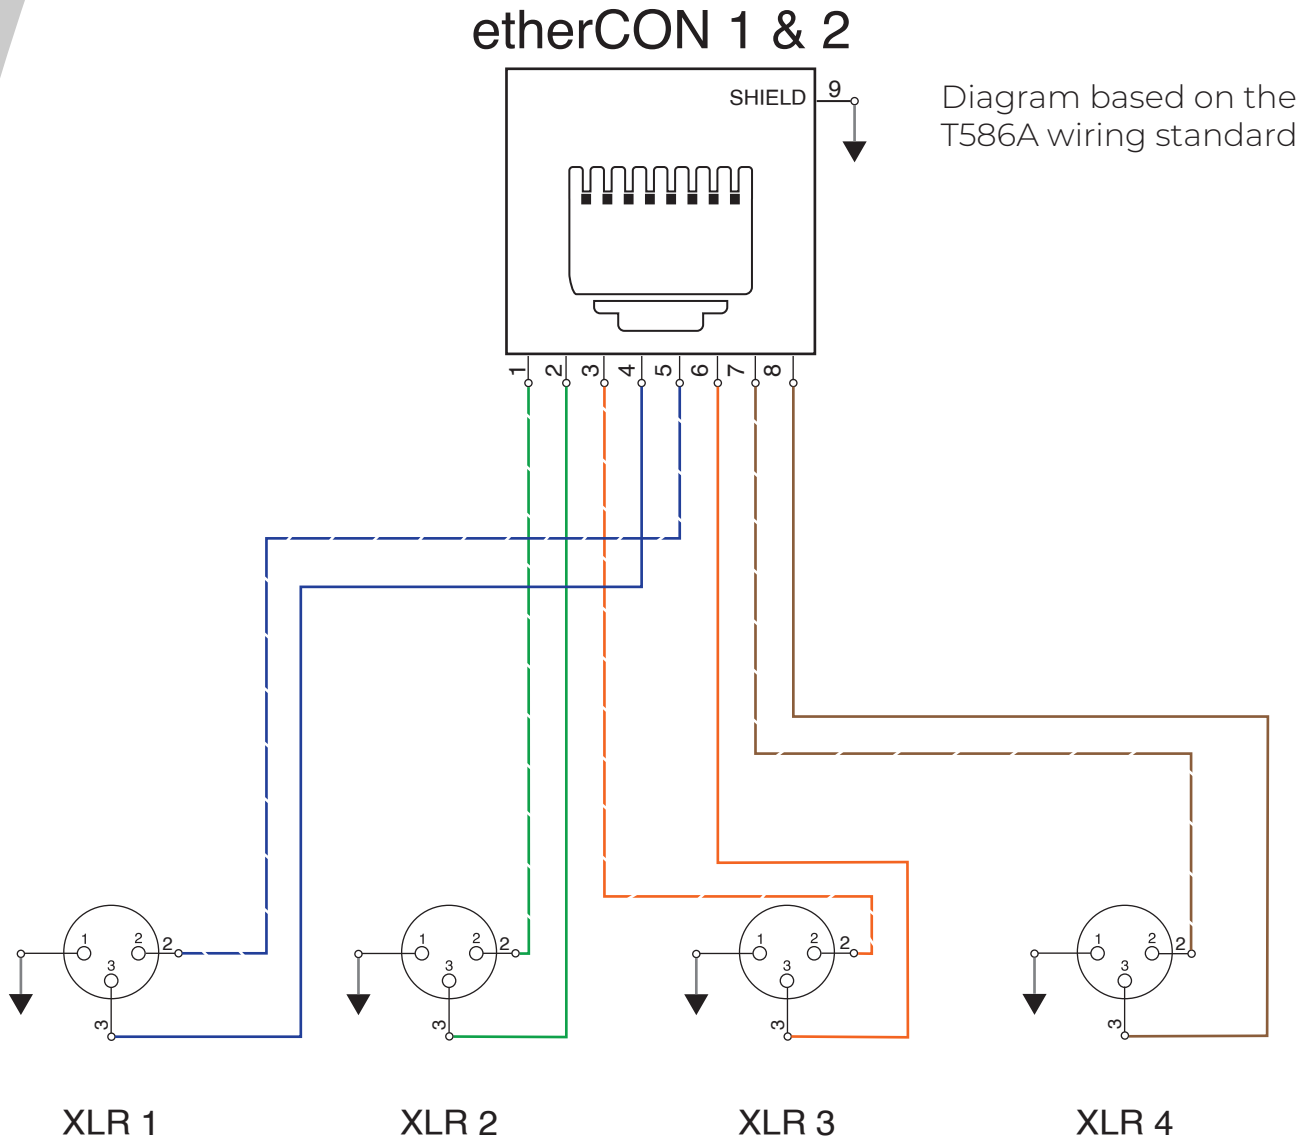 etherCON 1 & 2
SHIELD
9
Diagram based on the
T586A wiring standard
1 2 3 4 5 6 7 8
1 2 2
3
3
1 2 2
3
3
1 2 2
3
3
1 2 2
3
3
XLR 1
XLR 2
XLR 3
XLR 4